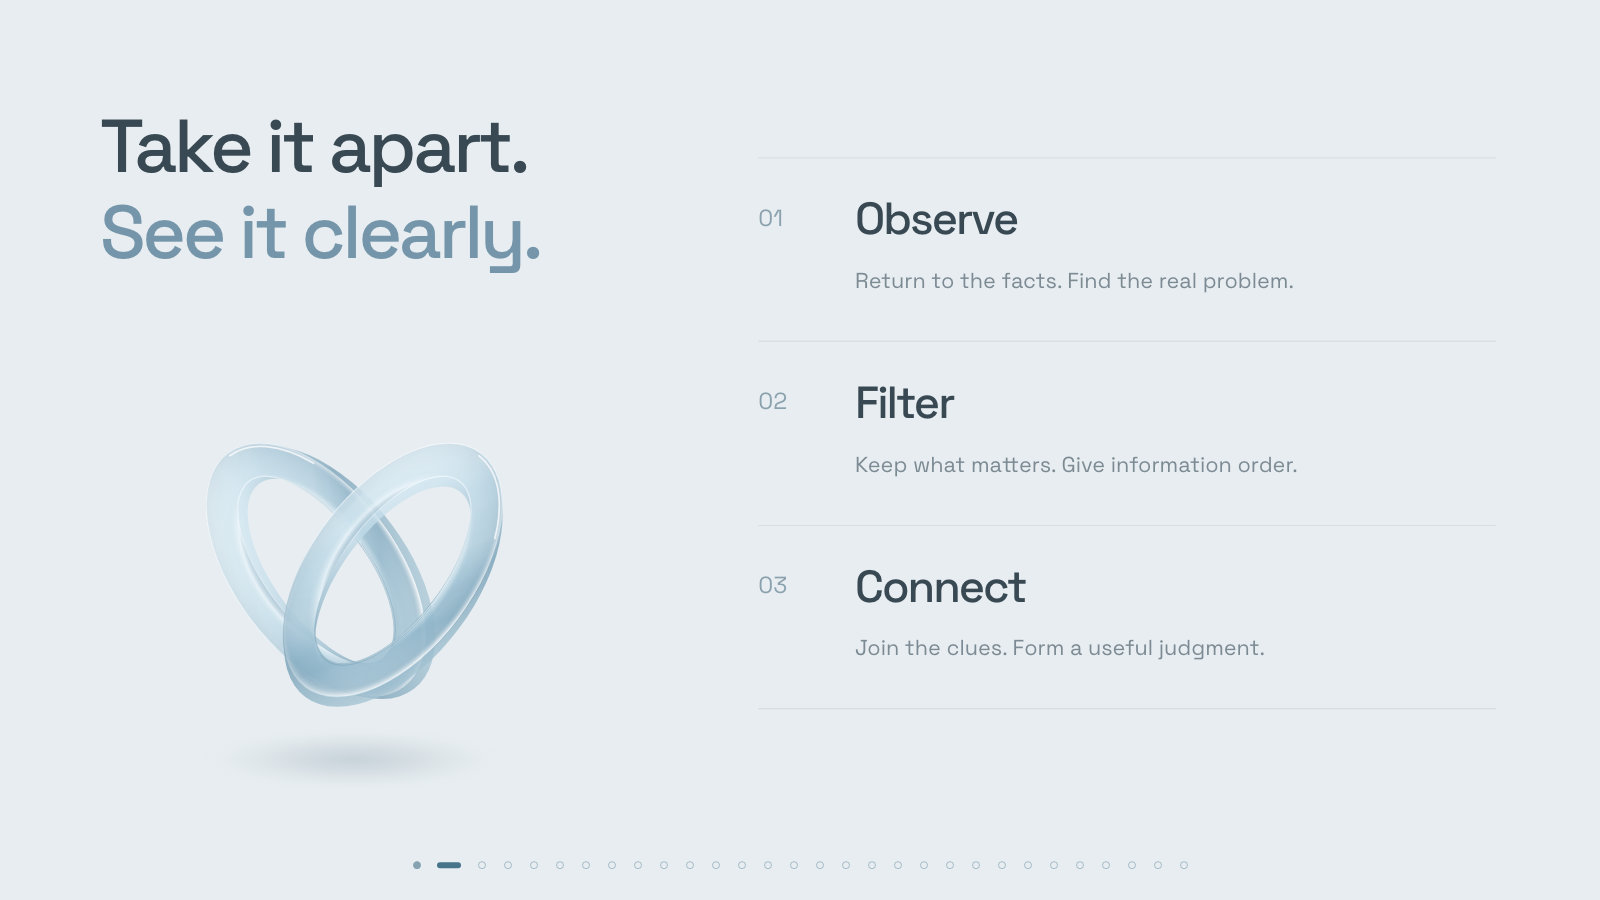 Take it apart.
See it clearly.
01
Observe
Return to the facts. Find the real problem.
02
Filter
Keep what matters. Give information order.
03
Connect
Join the clues. Form a useful judgment.